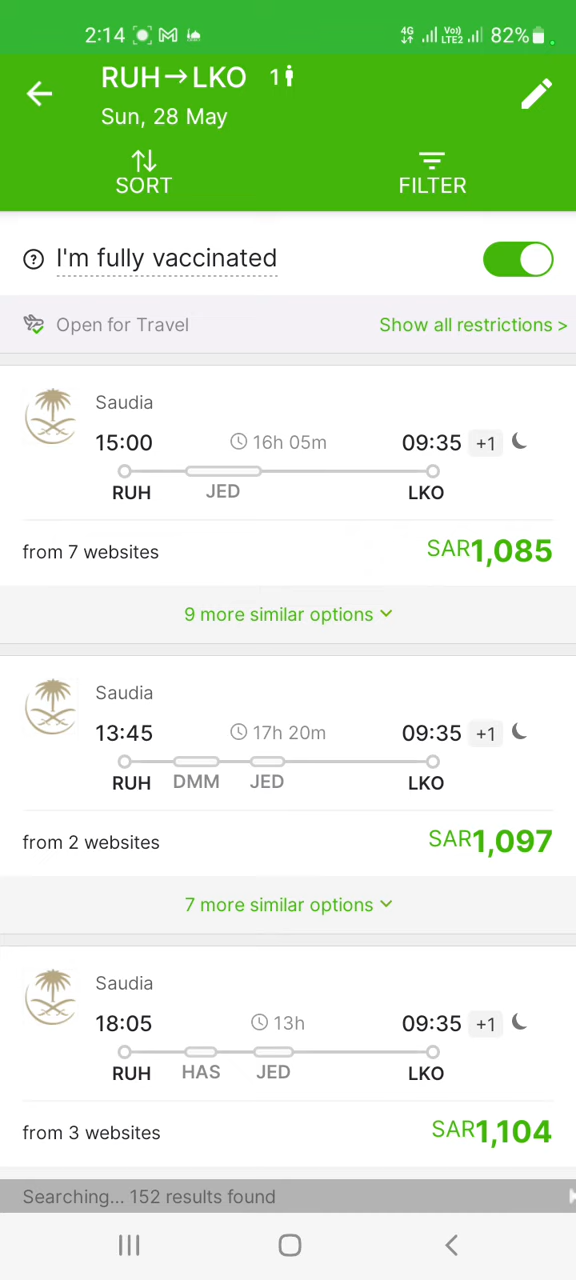 2:14 4G Vo) LTE2 82%
RUH→LKO 1
Sun, 28 May
SORT FILTER
I'm fully vaccinated
Open for Travel Show all restrictions >
Saudia
15:00 16h 05m 09:35 +1
RUH JED LKO
from 7 websites SAR1,085
9 more similar options
Saudia
13:45 17h 20m 09:35 +1
RUH DMM JED LKO
from 2 websites SAR1,097
7 more similar options
Saudia
18:05 13h 09:35 +1
RUH HAS JED LKO
from 3 websites SAR1,104
Searching... 152 results found